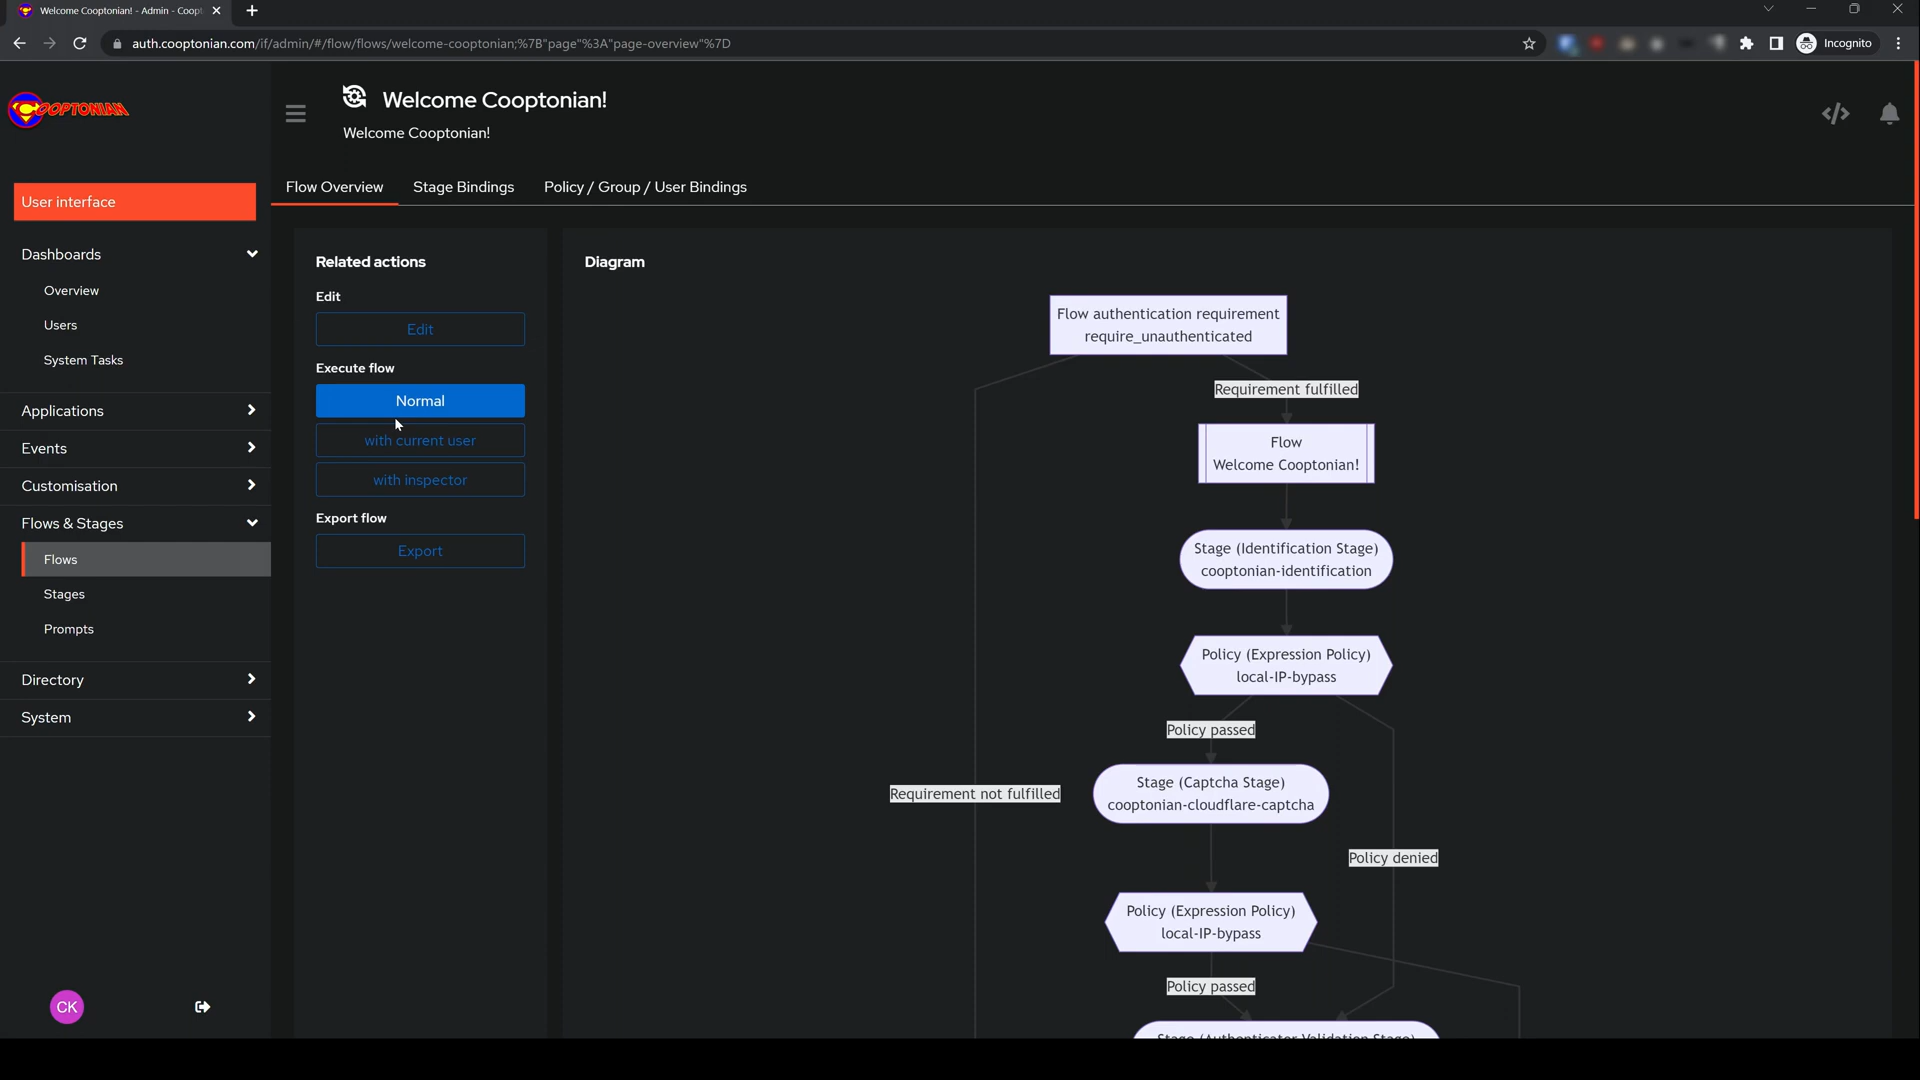 Welcome Cooptonian! - Admin - Coopt
auth.cooptonian.com/if/admin/#/flow/flows/welcome-cooptonian;%7B"page"%3A"page-overview"%7D
Incognito
COOPTONIAN
Welcome Cooptonian!
Welcome Cooptonian!
User interface
Dashboards
Overview
Users
System Tasks
Applications
Events
Customisation
Flows & Stages
Flows
Stages
Prompts
Directory
System
CK
Flow Overview
Stage Bindings
Policy / Group / User Bindings
Related actions
Edit
Edit
Execute flow
Normal
with current user
with inspector
Export flow
Export
Diagram
Flow authentication requirement
require_unauthenticated
Requirement fulfilled
Flow
Welcome Cooptonian!
Stage (Identification Stage)
cooptonian-identification
Policy (Expression Policy)
local-IP-bypass
Policy passed
Requirement not fulfilled
Stage (Captcha Stage)
cooptonian-cloudflare-captcha
Policy denied
Policy (Expression Policy)
local-IP-bypass
Policy passed
Stage (Authenticator Validation Stage)